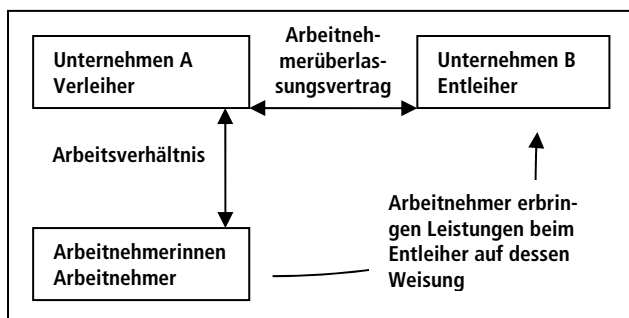 Unternehmen A
Verleiher
Arbeitneh-
merüberlas-
sungsvertrag
Unternehmen B
Entleiher
Arbeitsverhältnis
Arbeitnehmerinnen
Arbeitnehmer
Arbeitnehmer erbrin-
gen Leistungen beim
Entleiher auf dessen
Weisung